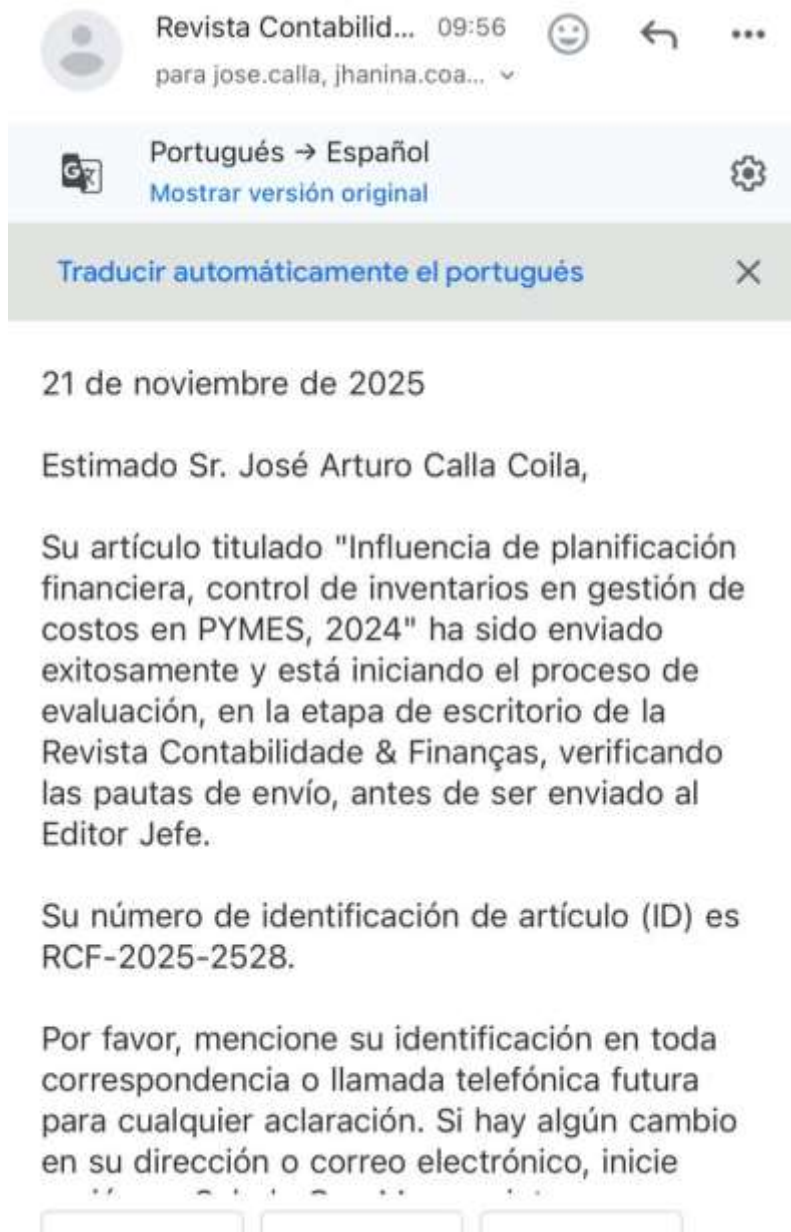 Revista Contabilid... 09:56
para jose.calla, jhanina.coa...
Portugués → Español
Mostrar versión original
Traducir automáticamente el portugués
21 de noviembre de 2025
Estimado Sr. José Arturo Calla Coila,
Su artículo titulado "Influencia de planificación
financiera, control de inventarios en gestión de
costos en PYMES, 2024" ha sido enviado
exitosamente y está iniciando el proceso de
evaluación, en la etapa de escritorio de la
Revista Contabilidade & Finanças, verificando
las pautas de envío, antes de ser enviado al
Editor Jefe.
Su número de identificación de artículo (ID) es
RCF-2025-2528.
Por favor, mencione su identificación en toda
correspondencia o llamada telefónica futura
para cualquier aclaración. Si hay algún cambio
en su dirección o correo electrónico, inicie